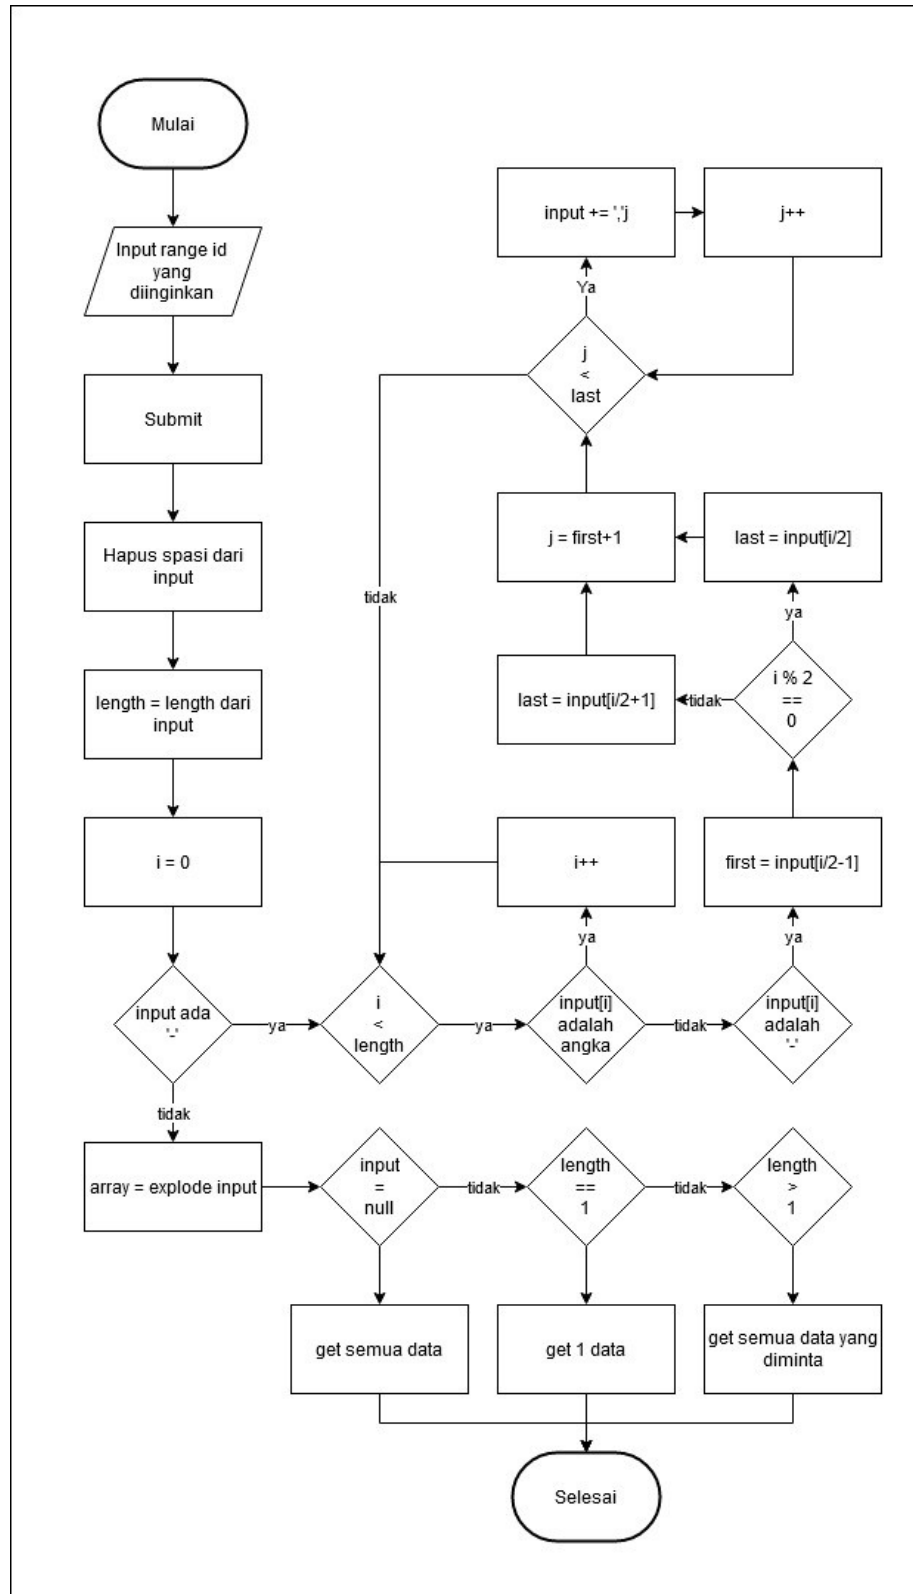 Mulai
Input range id
yang
diinginkan
Submit
Hapus spasi dari
input
length = length dari
input
i = 0
input ada
'-'
ya
tidak
i
<
length
ya
input[i]
adalah
angka
ya
i++
tidak
input[i]
adalah
'-'
ya
first = input[i/2-1]
i % 2
==
0
ya
last = input[i/2]
tidak
last = input[i/2+1]
j = first+1
j
<
last
Ya
input += ','j
j++
tidak
array = explode input
input
=
null
tidak
length
==
1
tidak
length
>
1
get semua data
get 1 data
get semua data yang
diminta
Selesai